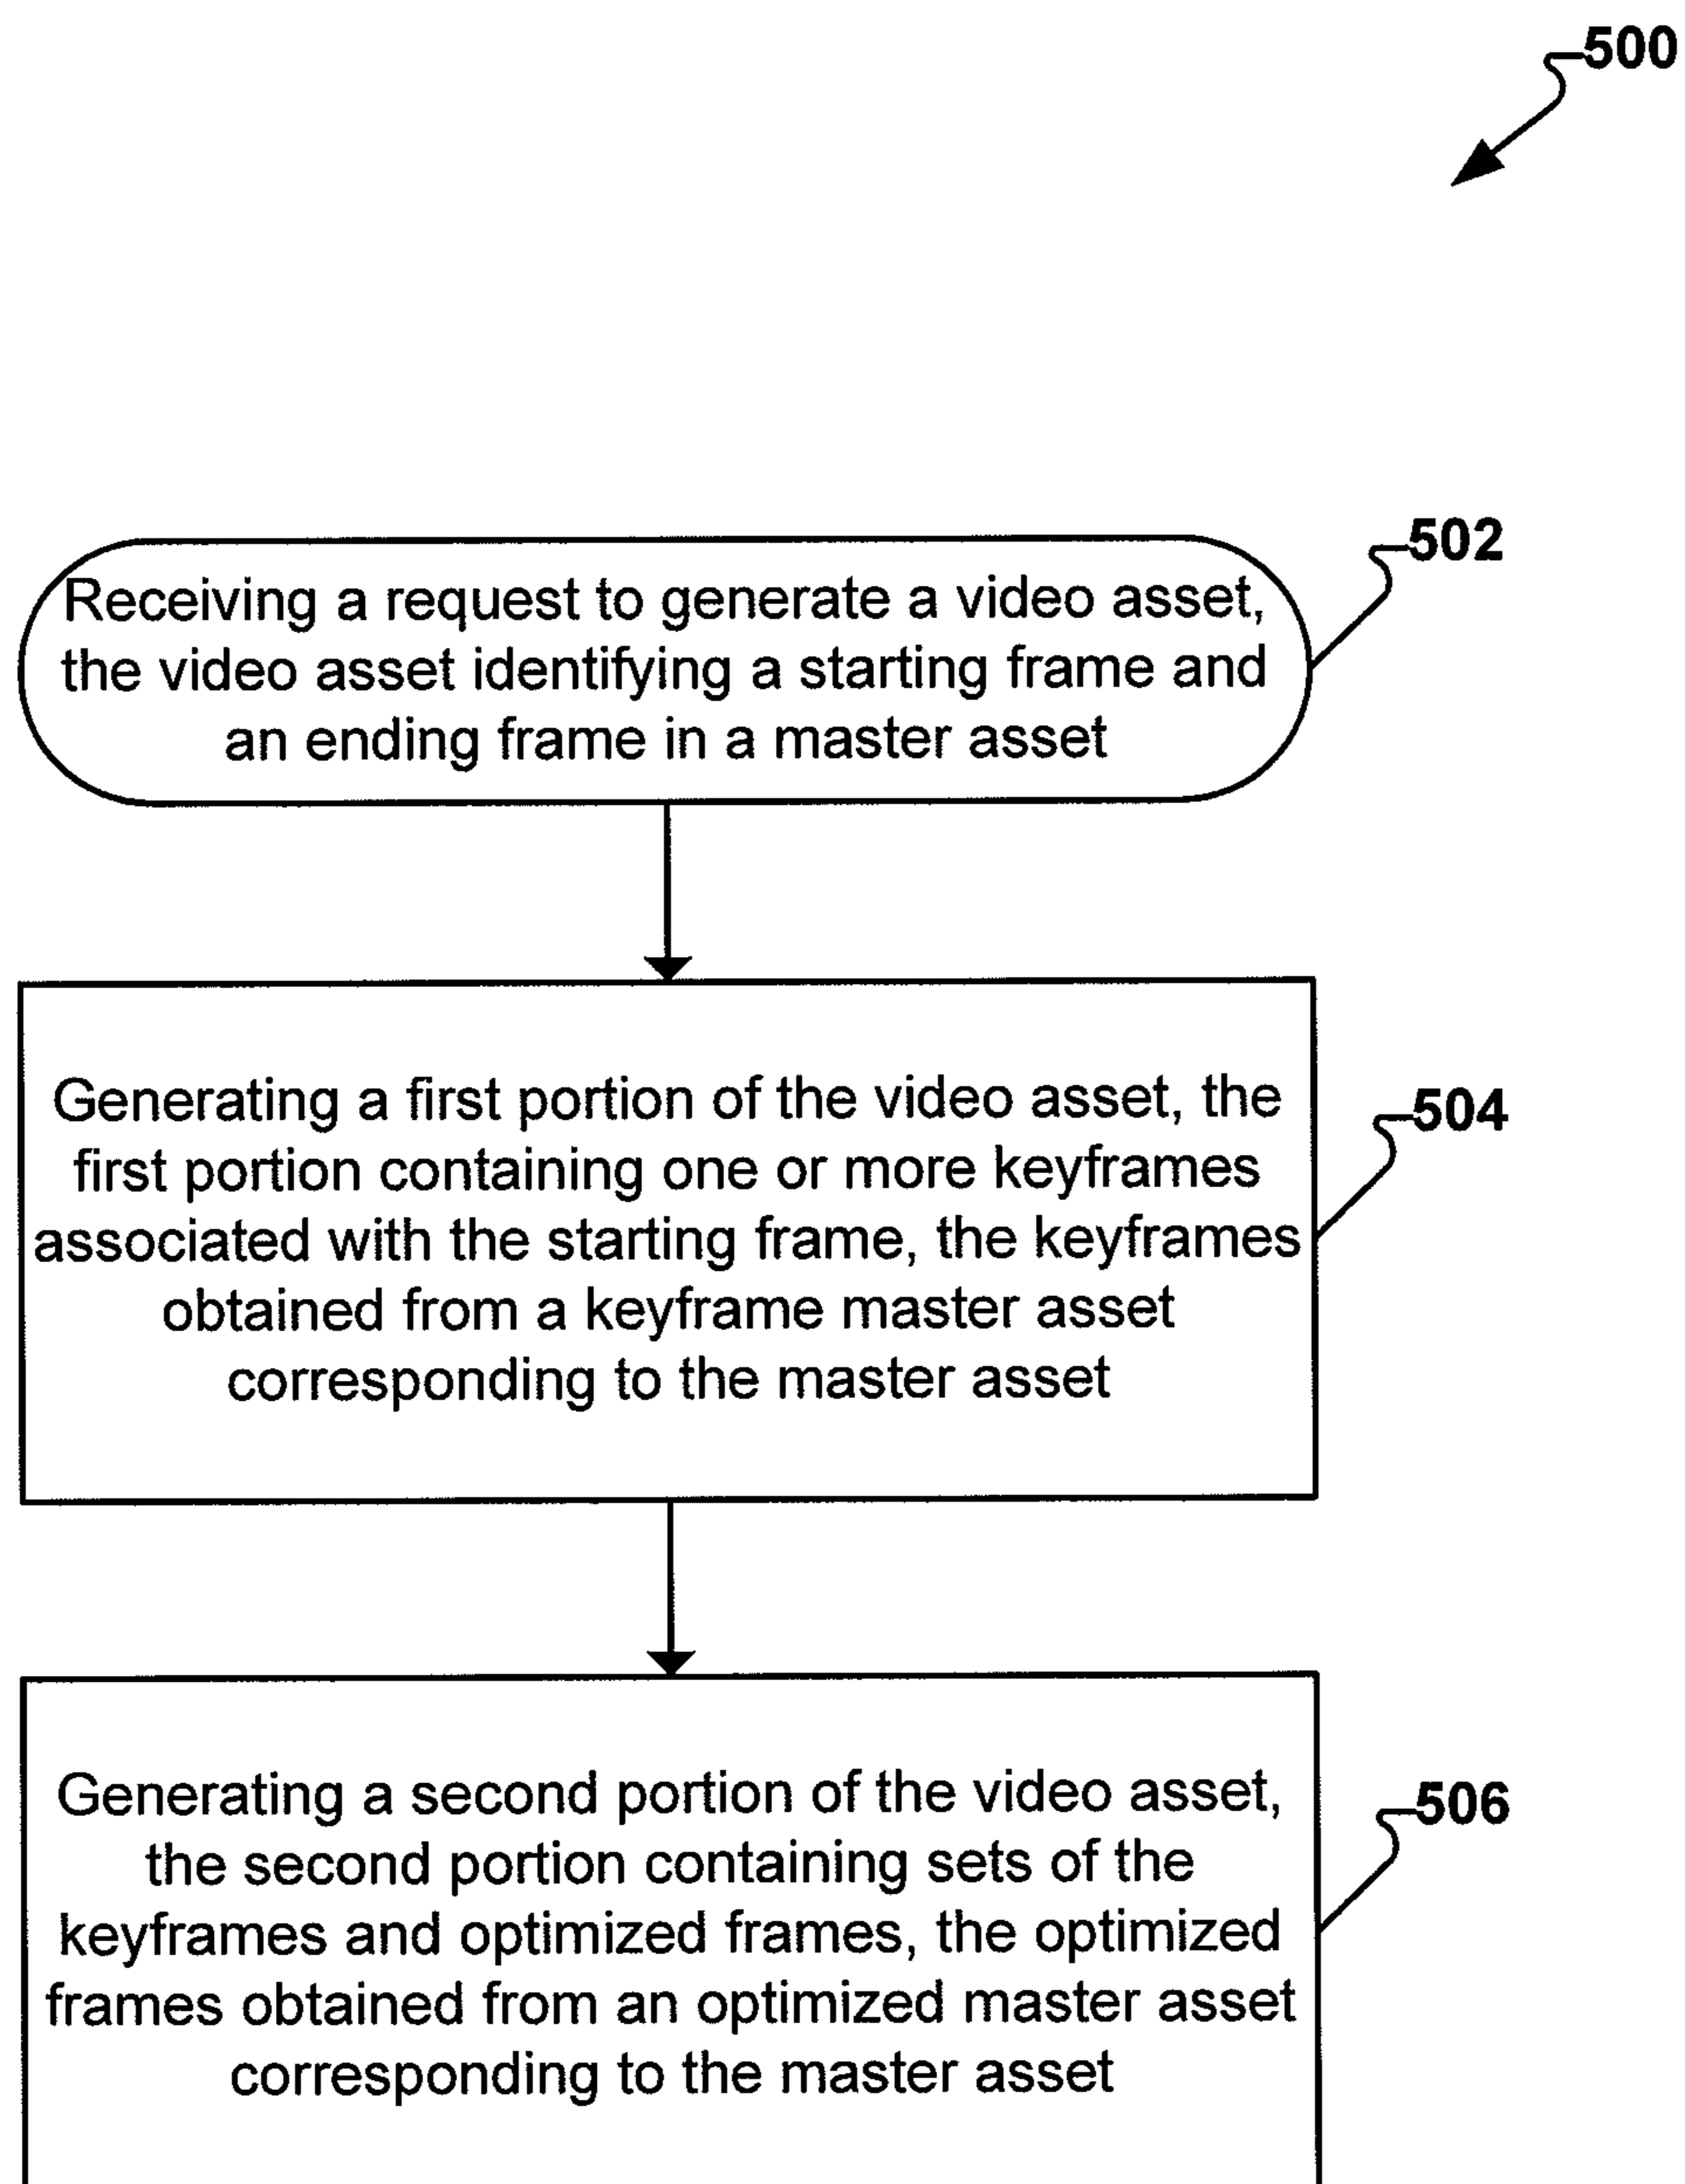 500
502
Receiving a request to generate a video asset,
the video asset identifying a starting frame and
an ending frame in a master asset
504
Generating a first portion of the video asset, the
first portion containing one or more keyframes
associated with the starting frame, the keyframes
obtained from a keyframe master asset
corresponding to the master asset
506
Generating a second portion of the video asset,
the second portion containing sets of the
keyframes and optimized frames, the optimized
frames obtained from an optimized master asset
corresponding to the master asset